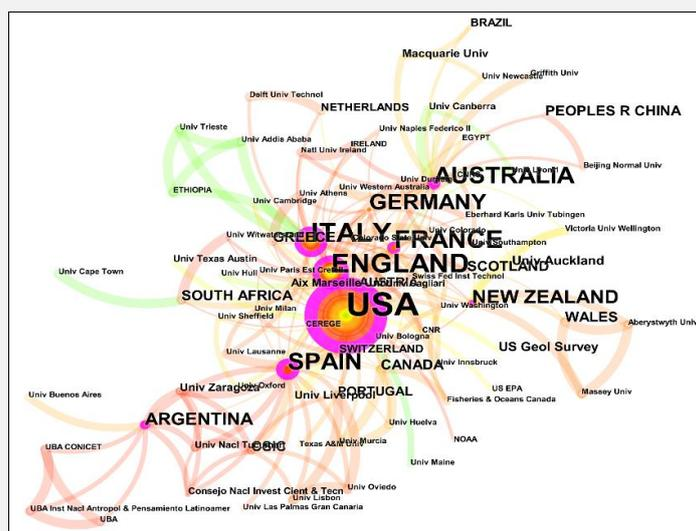 BRAZIL
Macquarie Univ
Univ Newcastle
Griffith Univ
Delft Univ Technol
NETHERLANDS
Univ Canberra
PEOPLES R CHINA
Univ Trieste
Univ Naples Federico II
Univ Addis Ababa
EGYPT
IRELAND
Natl Univ Ireland
Beijing Normal Univ
AUSTRALIA
ETHIOPIA
Univ Western Australia
Univ Athens
Univ Cambridge
GERMANY
Eberhard Karls Univ Tubingen
Univ Colorado
Victoria Univ Wellington
ITALY
GREECE
FRANCE
Univ Southampton
Univ Texas Austin
ENGLAND
SCOTLAND
Univ Auckland
Univ Cape Town
Univ Hull
Univ Paris Est Creteil
Swiss Fed Inst Technol
Aix Marseille
AUSTRIA
SOUTH AFRICA
USA
NEW ZEALAND
Univ Milan
Univ Washington
Univ Sheffield
CEREGE
WALES
Aberystwyth Univ
CNR
Univ Bologna
Univ Lausanne
SWITZERLAND
US Geol Survey
SPAIN
CANADA
Univ Innsbruck
Univ Zaragoza
Univ Oxford
Univ Liverpool
PORTUGAL
US EPA
Massey Univ
Fisheries & Oceans Canada
Univ Buenos Aires
ARGENTINA
Univ Huelva
UBA CONICET
Univ Nacl
CSIC
Texas A&M Univ
Univ Murcia
NOAA
Univ Maine
Consejo Nacl Invest Cient & Tecn
Univ Oviedo
Univ Lisbon
UBA Inst Nacl Antropol & Pensamiento Latinoamer
Univ Las Palmas Gran Canaria
UBA